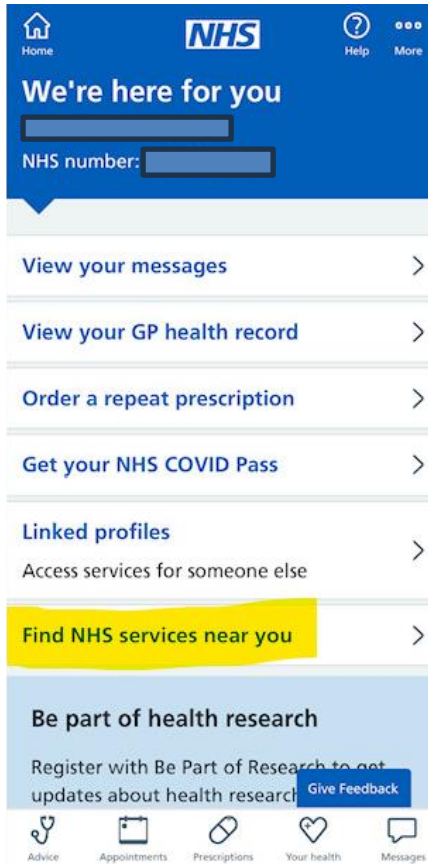 NHS
Home
Help
More
We're here for you
NHS number:
View your messages
View your GP health record
Order a repeat prescription
Get your NHS COVID Pass
Linked profiles
Access services for someone else
Find NHS services near you
Be part of health research
Register with Be Part of Research to get
updates about health research
Give Feedback
Advice
Appointments
Prescriptions
Your health
Messages